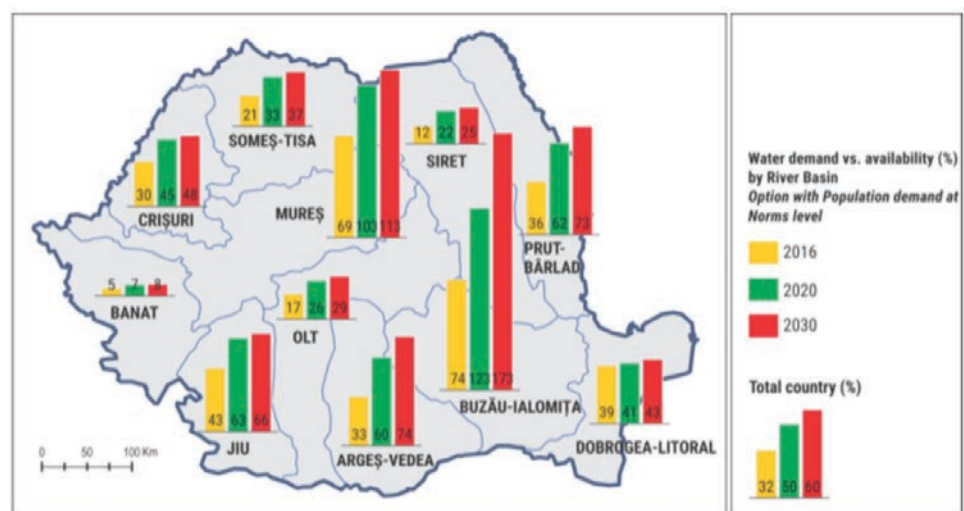 21 33 37
SOMEȘ-TISA
12 22 25
SIRET
30 45 48
CRIȘURI
69 103 113
MUREȘ
36 62 73
PRUT-
BÂRLAD
5 7 8
BANAT
17 26 29
OLT
74 123 173
BUZĂU-IALOMIȚA
43 63 66
JIU
33 60 74
ARGEȘ-VEDEA
39 41 43
DOBROGEA-LITORAL
0 50 100 Km
Water demand vs. availability (%)
by River Basin
Option with Population demand at
Norms level
2016
2020
2030
Total country (%)
32 50 60